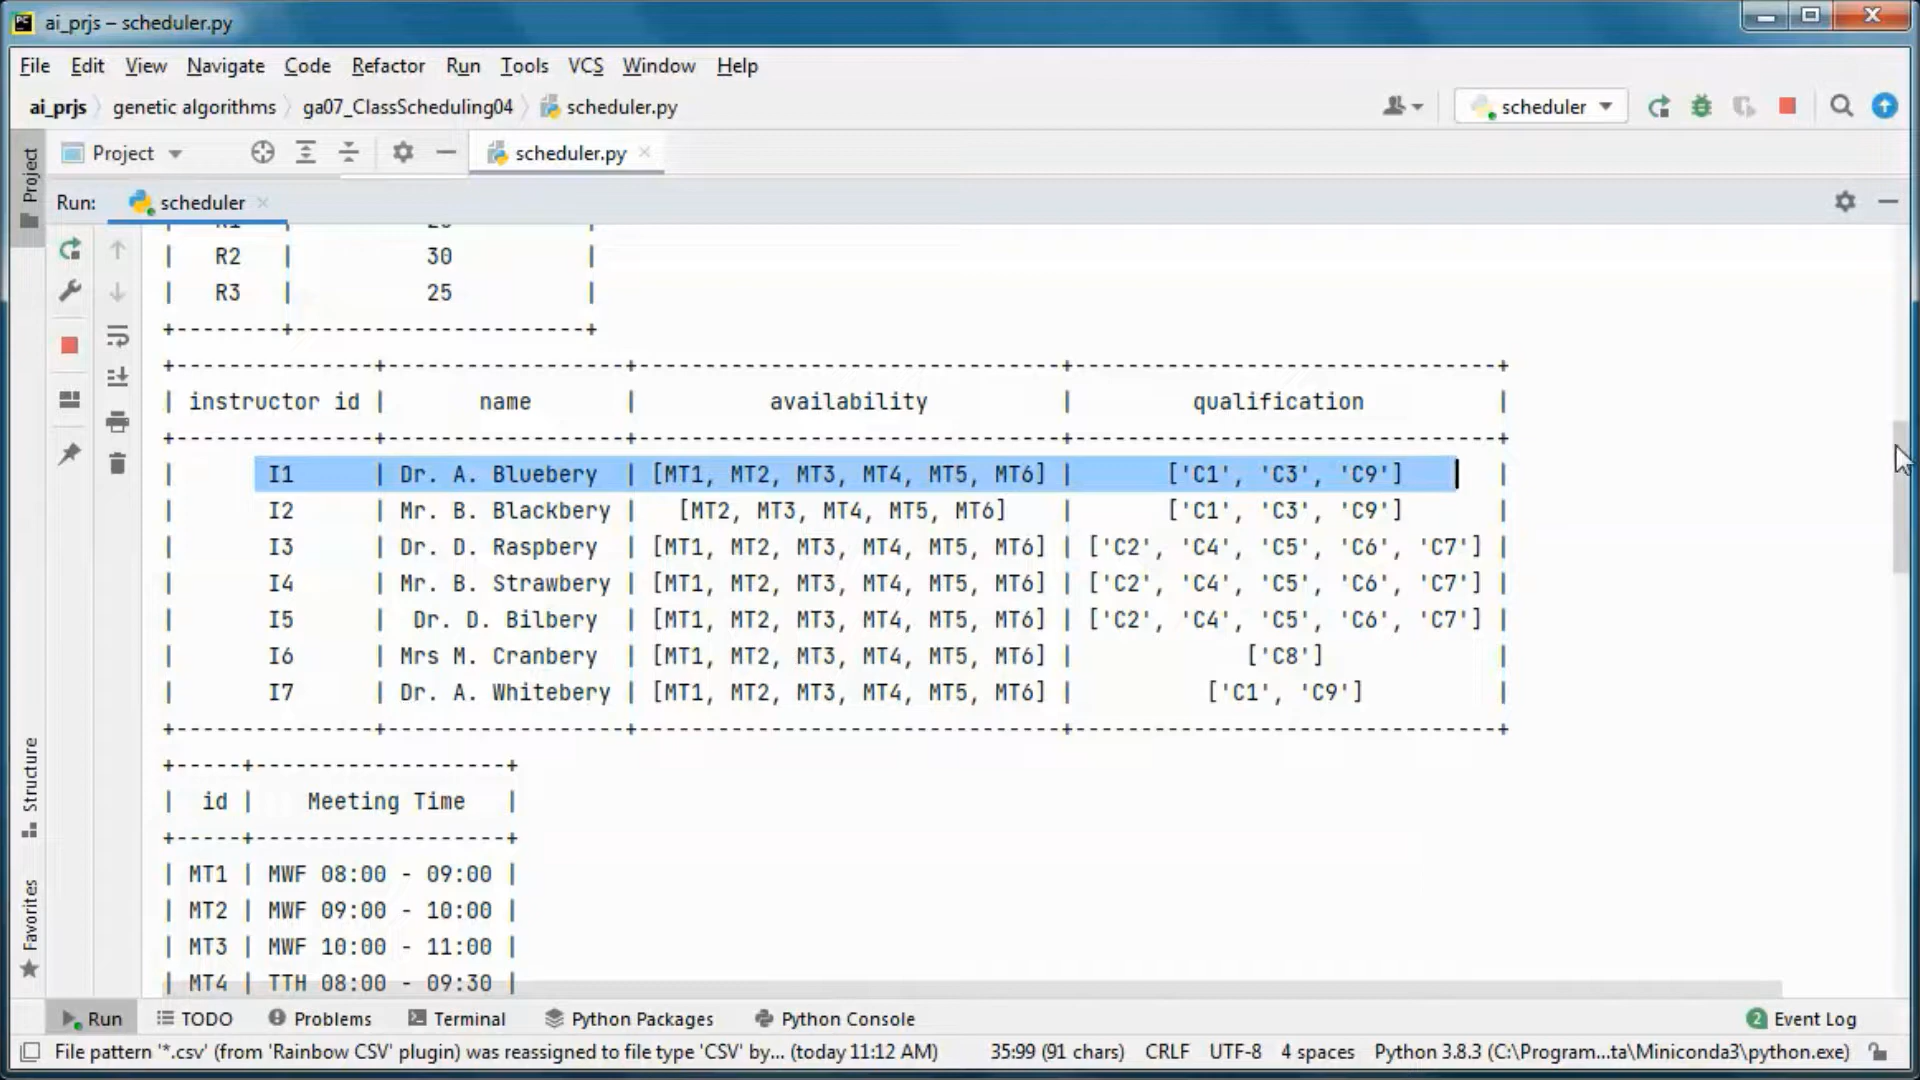 ai_prjs – scheduler.py
File Edit View Navigate Code Refactor Run Tools VCS Window Help
ai_prjs genetic algorithms ga07_ClassScheduling04 scheduler.py scheduler
Project scheduler.py
Project
Run: scheduler
| R2 | 30 |
| R3 | 25 |
+--------+-----------------------+
+---------------+-------------------+--------------------------------+--------------------------------+
| instructor id | name | availability | qualification |
+---------------+-------------------+--------------------------------+--------------------------------+
| I1 | Dr. A. Bluebery | [MT1, MT2, MT3, MT4, MT5, MT6] | ['C1', 'C3', 'C9'] |
| I2 | Mr. B. Blackbery | [MT2, MT3, MT4, MT5, MT6] | ['C1', 'C3', 'C9'] |
| I3 | Dr. D. Raspbery | [MT1, MT2, MT3, MT4, MT5, MT6] | ['C2', 'C4', 'C5', 'C6', 'C7'] |
| I4 | Mr. B. Strawbery | [MT1, MT2, MT3, MT4, MT5, MT6] | ['C2', 'C4', 'C5', 'C6', 'C7'] |
| I5 | Dr. D. Bilbery | [MT1, MT2, MT3, MT4, MT5, MT6] | ['C2', 'C4', 'C5', 'C6', 'C7'] |
| I6 | Mrs M. Cranbery | [MT1, MT2, MT3, MT4, MT5, MT6] | ['C8'] |
| I7 | Dr. A. Whitebery | [MT1, MT2, MT3, MT4, MT5, MT6] | ['C1', 'C9'] |
+---------------+-------------------+--------------------------------+--------------------------------+
+-----+-------------------+
| id | Meeting Time |
+-----+-------------------+
| MT1 | MWF 08:00 - 09:00 |
| MT2 | MWF 09:00 - 10:00 |
| MT3 | MWF 10:00 - 11:00 |
| MT4 | TTH 08:00 - 09:30 |
Structure
Favorites
Run TODO Problems Terminal Python Packages Python Console 2 Event Log
File pattern '*.csv' (from 'Rainbow CSV' plugin) was reassigned to file type 'CSV' by... (today 11:12 AM) 35:99 (91 chars) CRLF UTF-8 4 spaces Python 3.8.3 (C:\Program...ta\Miniconda3\python.exe)